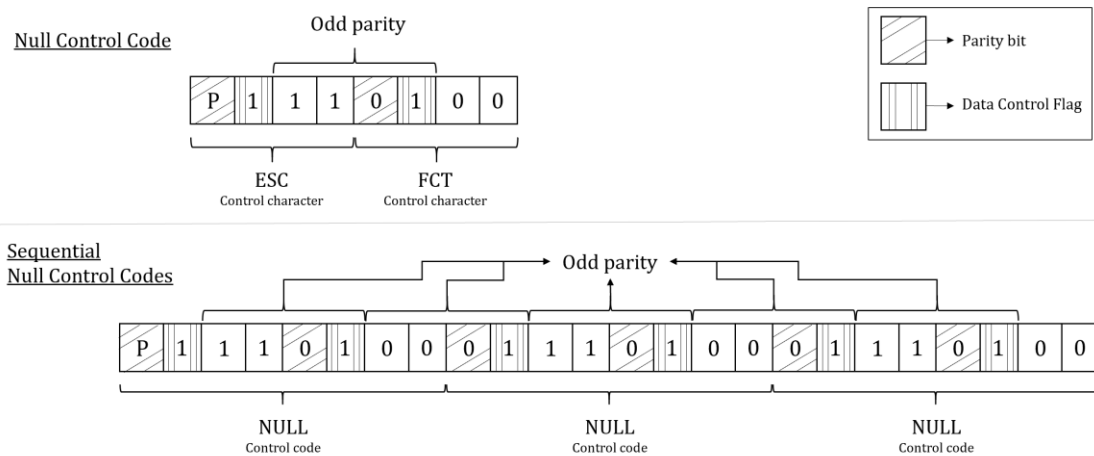 Null Control Code
Odd parity
P 1 1 1 0 1 0 0
ESC
Control character
FCT
Control character
Parity bit
Data Control Flag
Sequential
Null Control Codes
Odd parity
P 1 1 1 0 1 0 0 0 1 1 1 0 1 0 0 0 1 1 1 0 1 0 0
NULL
Control code
NULL
Control code
NULL
Control code